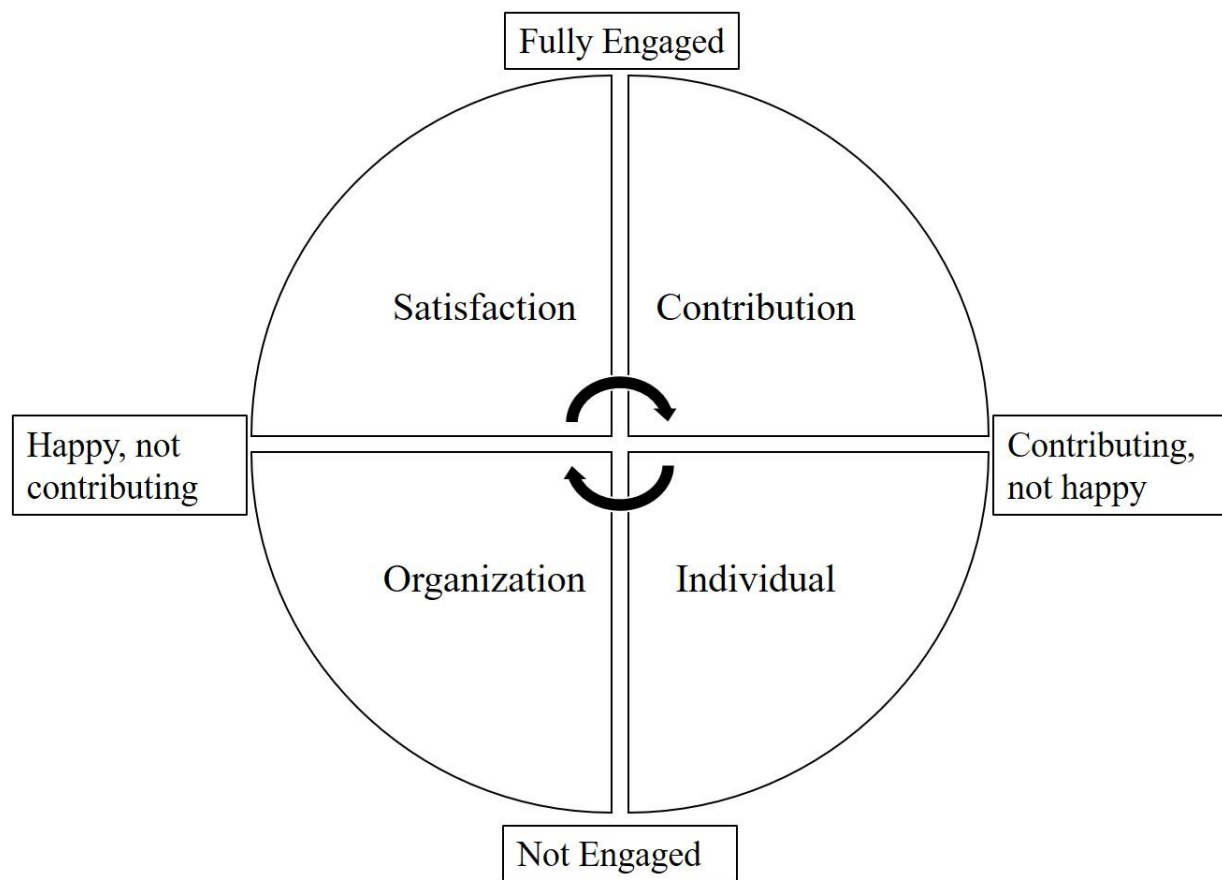 Fully Engaged
Satisfaction
Contribution
Happy, not
contributing
Contributing,
not happy
Organization
Individual
Not Engaged